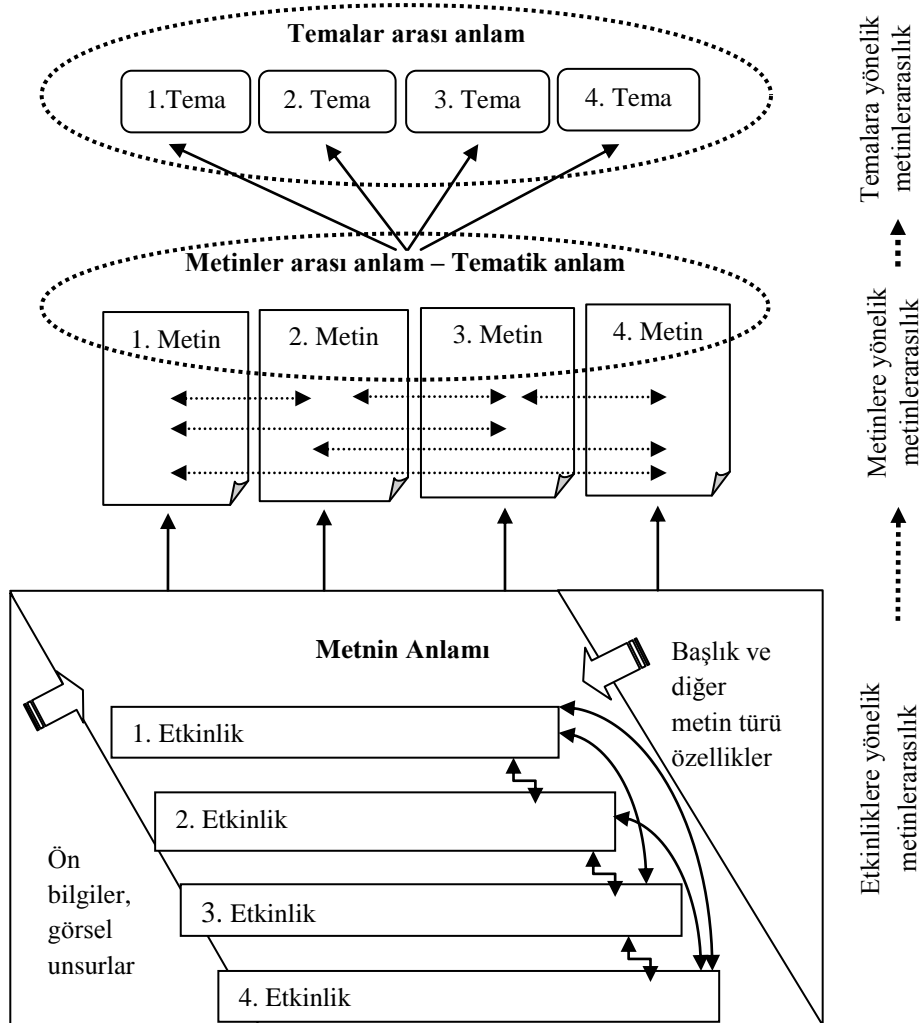 Temalar arası anlam
1.Tema
2. Tema
3. Tema
4. Tema
Metinler arası anlam – Tematik anlam
1. Metin
2. Metin
3. Metin
4. Metin
Metnin Anlamı
Başlık ve
diğer
metin türü
özellikler
1. Etkinlik
2. Etkinlik
3. Etkinlik
4. Etkinlik
Ön
bilgiler,
görsel
unsurlar
Temalara yönelik
metinlerarasılık
Metinlere yönelik
metinlerarasılık
Etkinliklere yönelik
metinlerarasılık